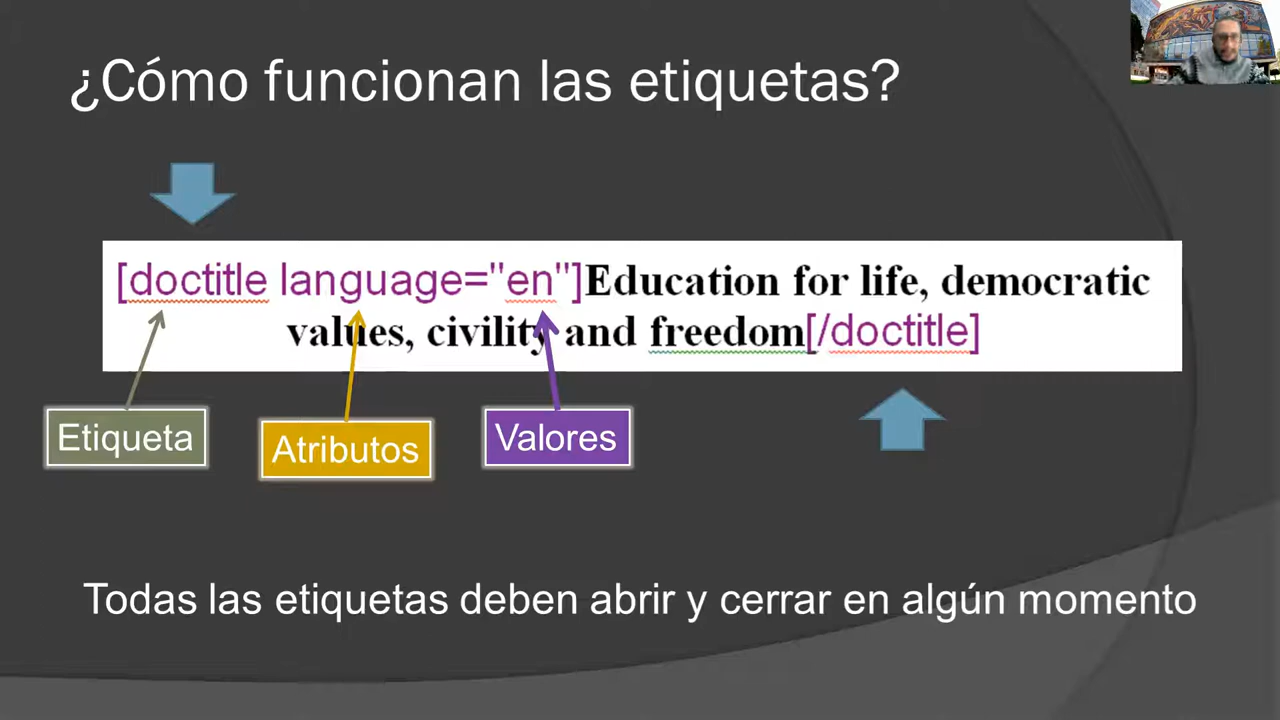 ¿Cómo funcionan las etiquetas?
[doctitle language="en"]Education for life, democratic
values, civility and freedom[/doctitle]
Etiqueta
Atributos
Valores
Todas las etiquetas deben abrir y cerrar en algún momento